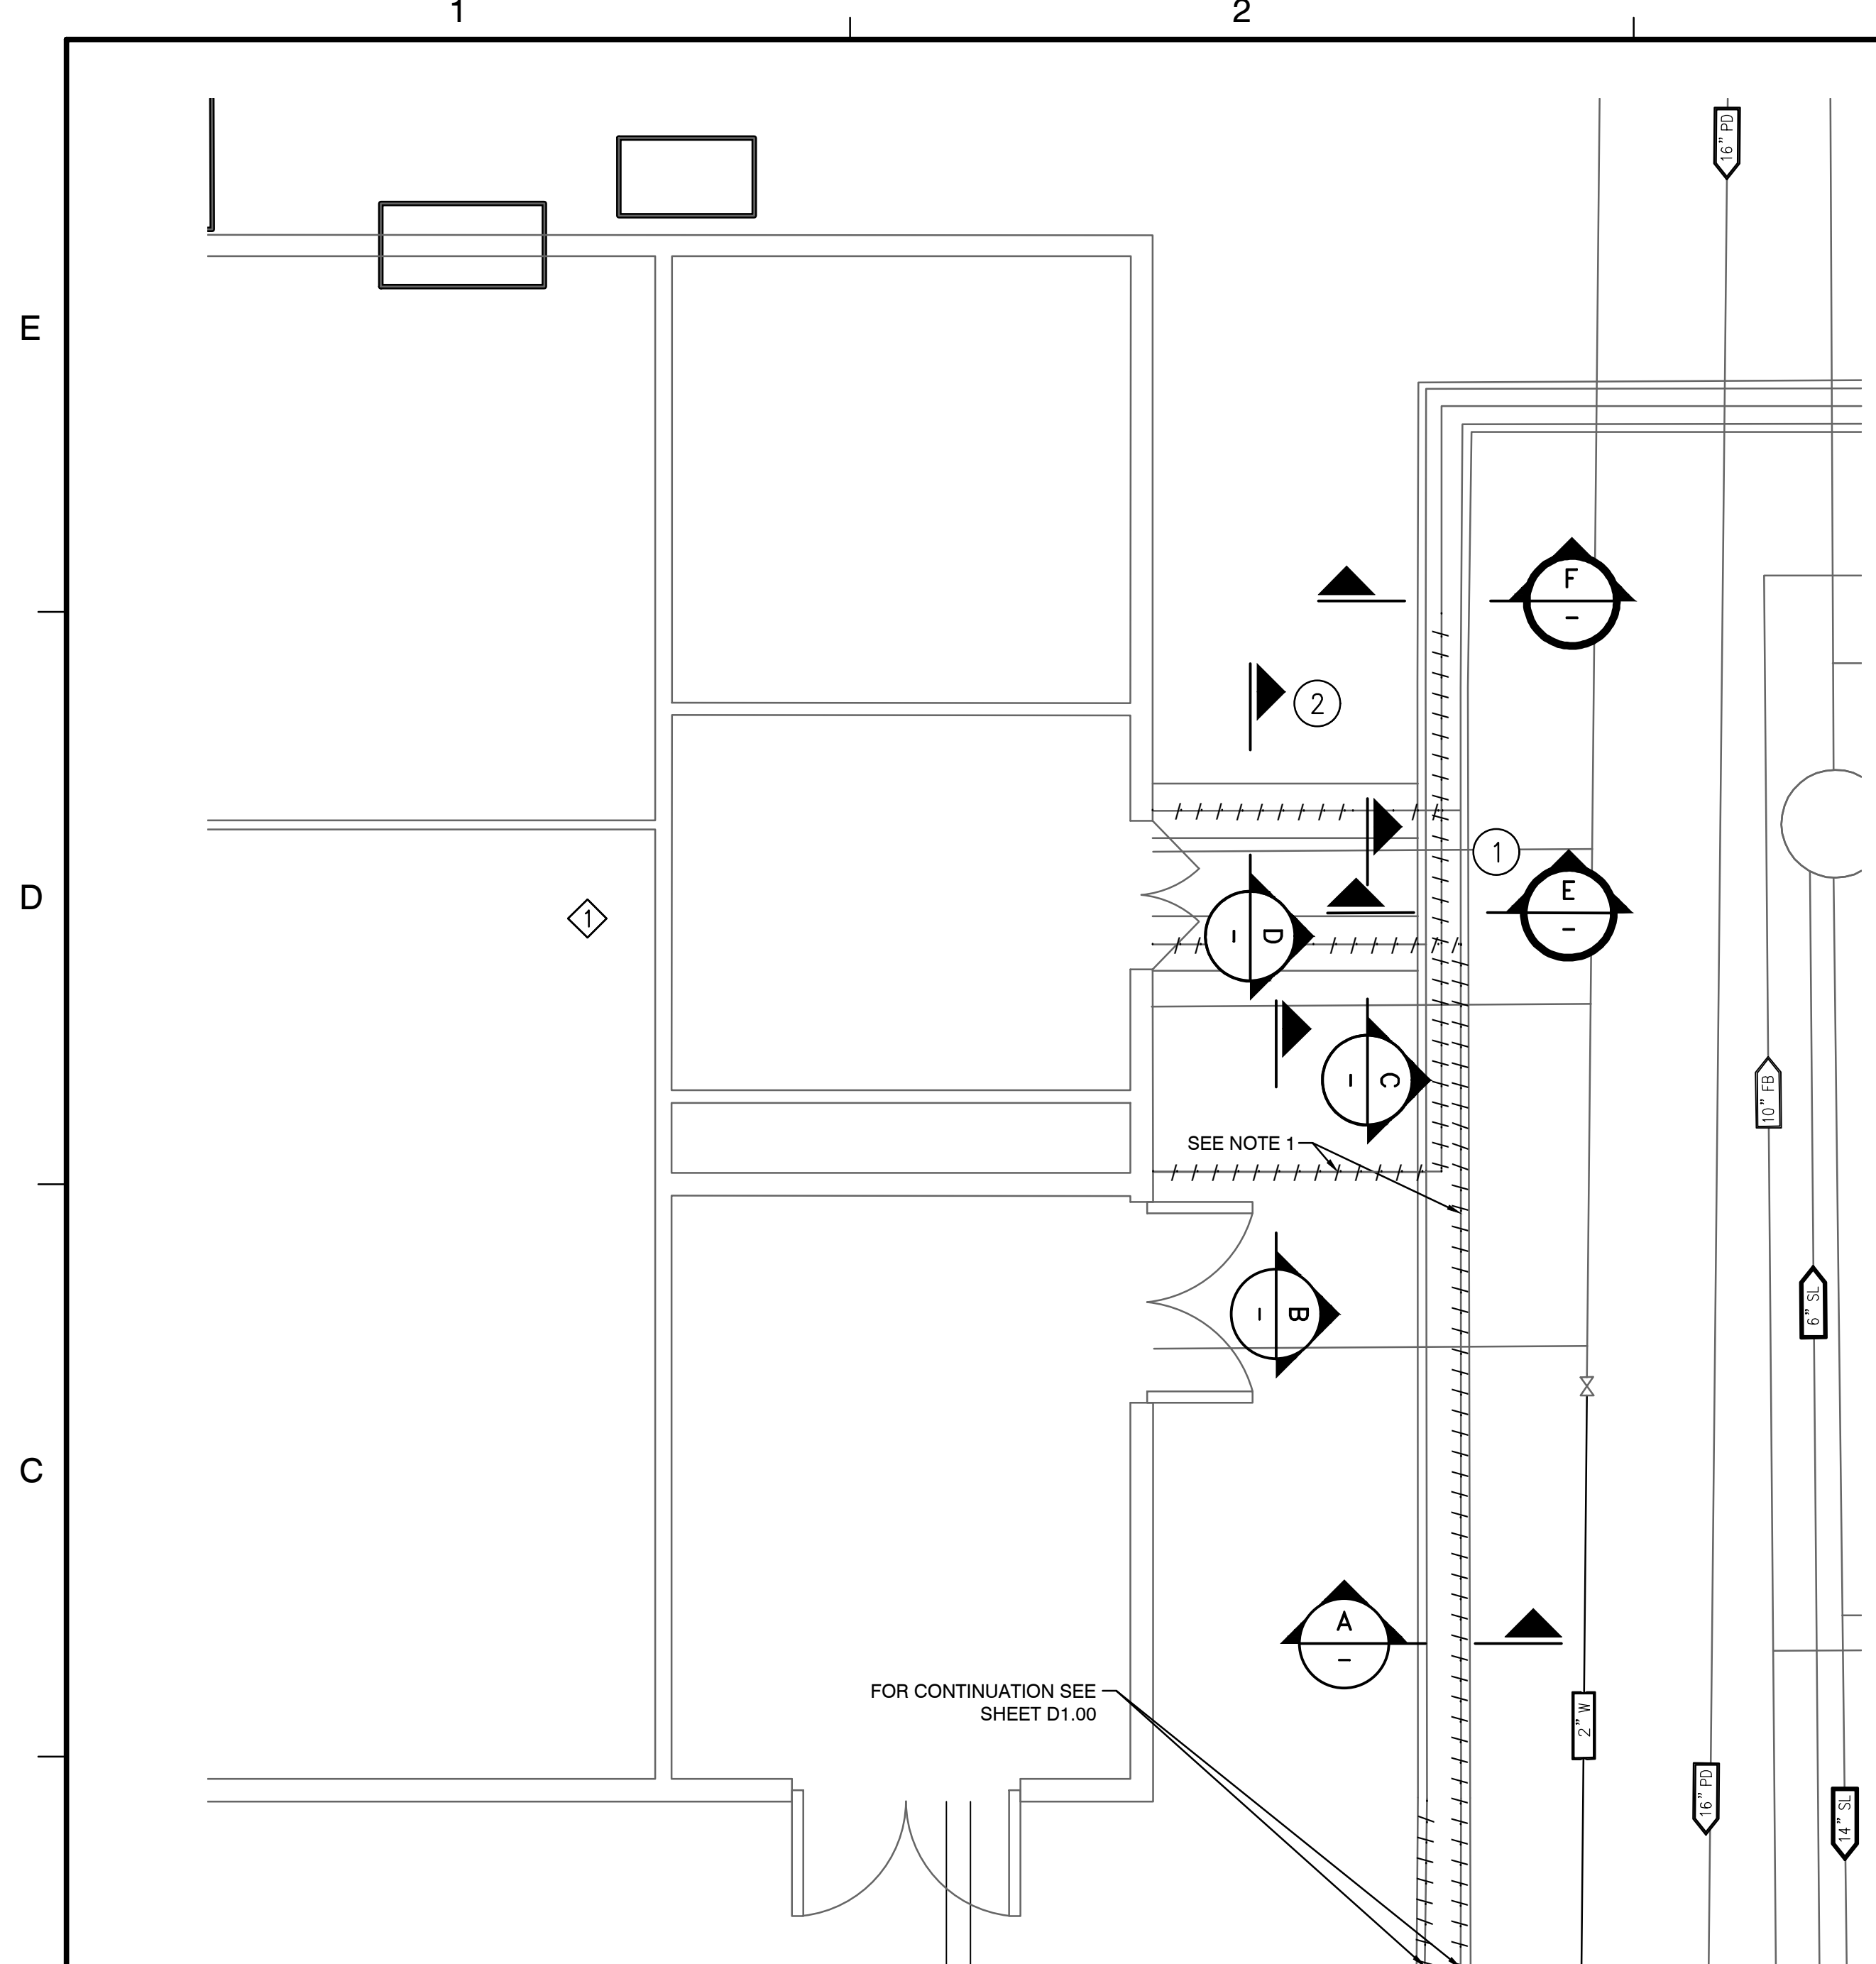 1
2
16" PD
E
F
–
2
1
D
1
E
–
D
–
C
–
10" FB
SEE NOTE 1
6" SL
B
–
C
A
–
FOR CONTINUATION SEE
SHEET D1.00
2" W
16" PD
14" SL